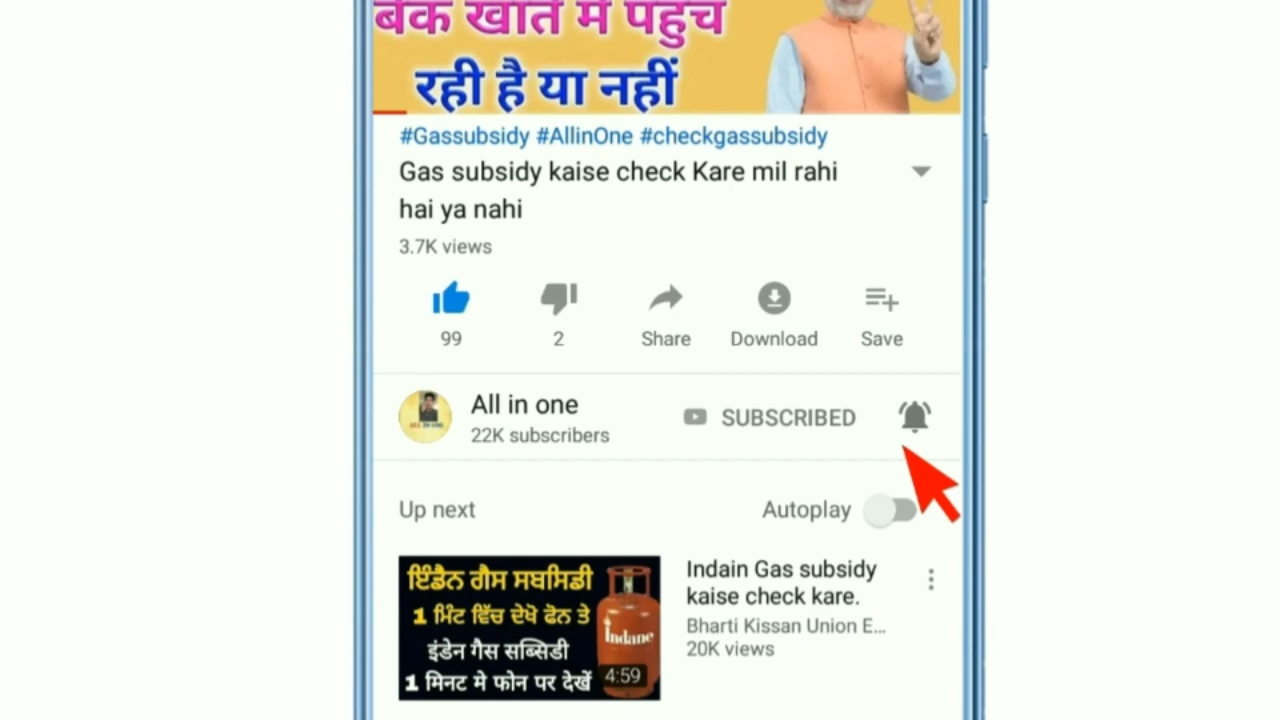 बैंक खाते में पहुंच
रही है या नहीं
#Gassubsidy #AllinOne #checkgassubsidy
Gas subsidy kaise check Kare mil rahi
hai ya nahi
3.7K views
99
2
Share
Download
Save
All in one
22K subscribers
SUBSCRIBED
Up next
Autoplay
ਇੰਡੈਨ ਗੈਸ ਸਬਸਿਡੀ
1 ਮਿੰਟ ਵਿੱਚ ਦੇਖੋ ਫੋਨ ਤੇ
इंडेन गैस सब्सिडी
1 मिनट मे फोन पर देखें
Indane
4:59
Indain Gas subsidy
kaise check kare.
Bharti Kissan Union E...
20K views